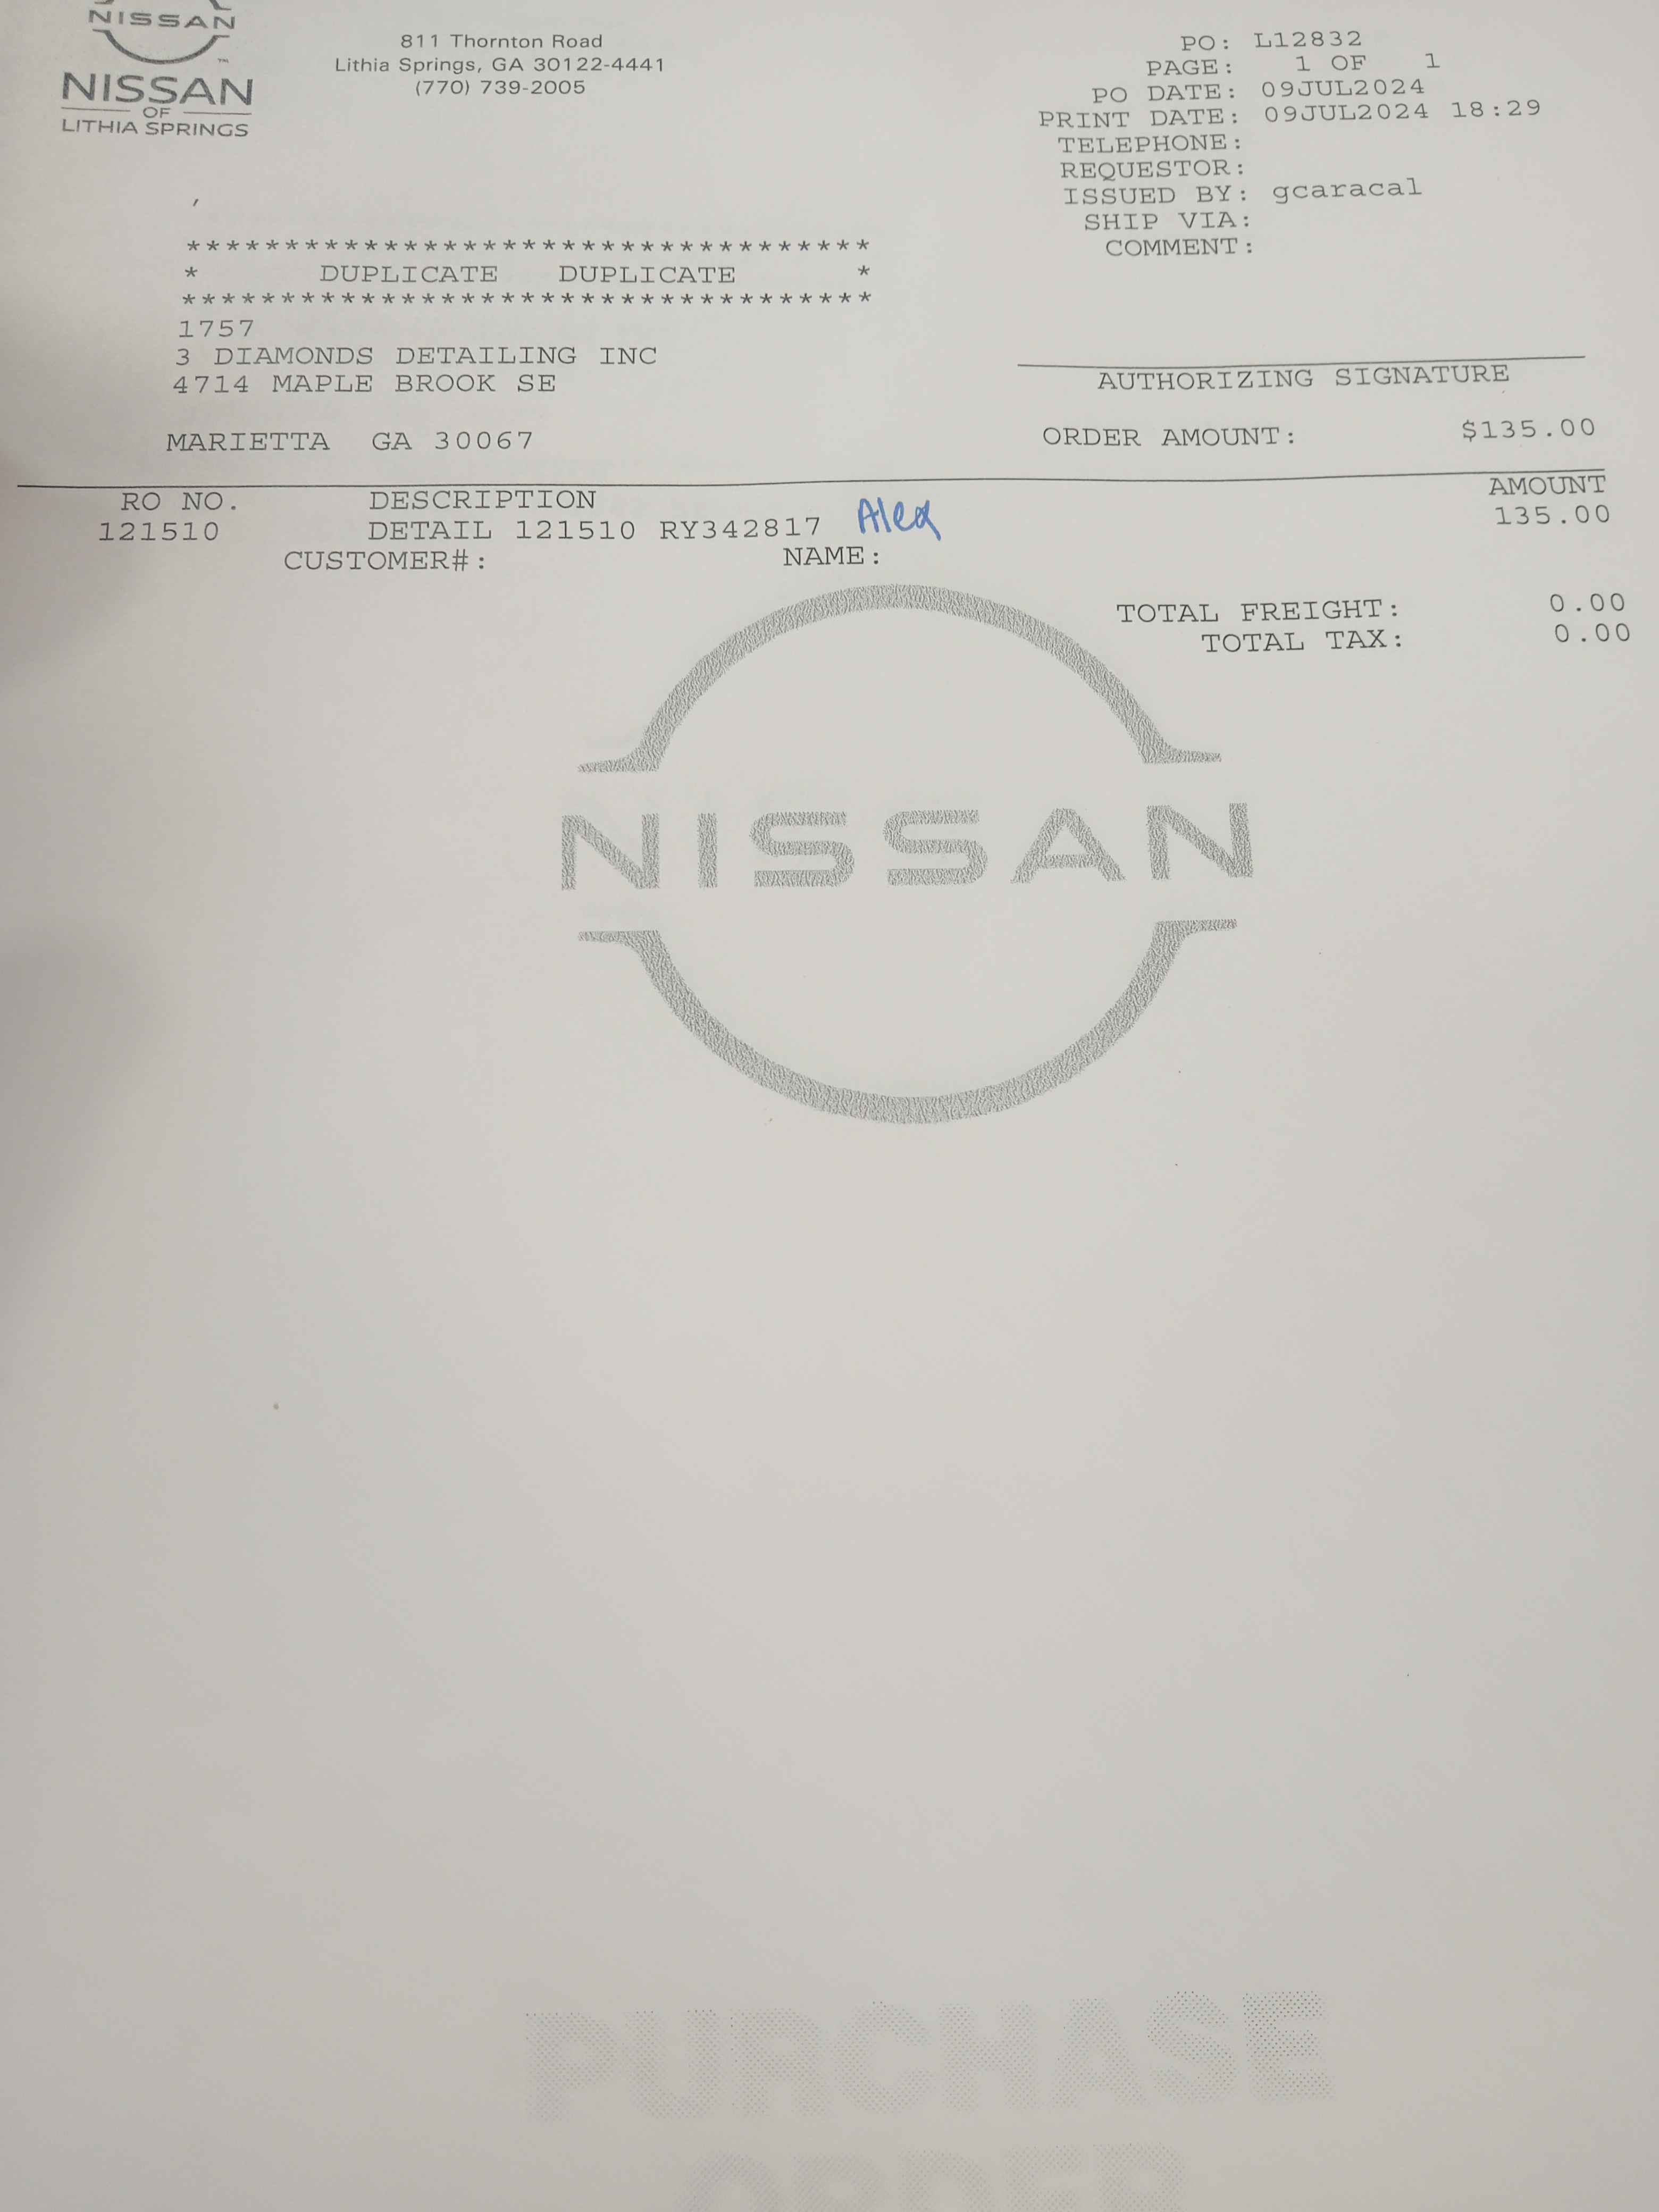 NISSAN
NISSAN
OF
LITHIA SPRINGS
811 Thornton Road
Lithia Springs, GA 30122-4441
(770) 739-2005
PO: L12832
PAGE: 1 OF 1
PO DATE: 09JUL2024
PRINT DATE: 09JUL2024 18:29
TELEPHONE:
REQUESTOR:
ISSUED BY: gcaracal
SHIP VIA:
COMMENT:
,
***********************************
* DUPLICATE DUPLICATE *
***********************************
1757
3 DIAMONDS DETAILING INC
4714 MAPLE BROOK SE
MARIETTA GA 30067
AUTHORIZING SIGNATURE
ORDER AMOUNT: $135.00
RO NO. DESCRIPTION AMOUNT
121510 DETAIL 121510 RY342817 Alex 135.00
CUSTOMER#: NAME:
TOTAL FREIGHT: 0.00
TOTAL TAX: 0.00
NISSAN
PURCHASE
ORDER